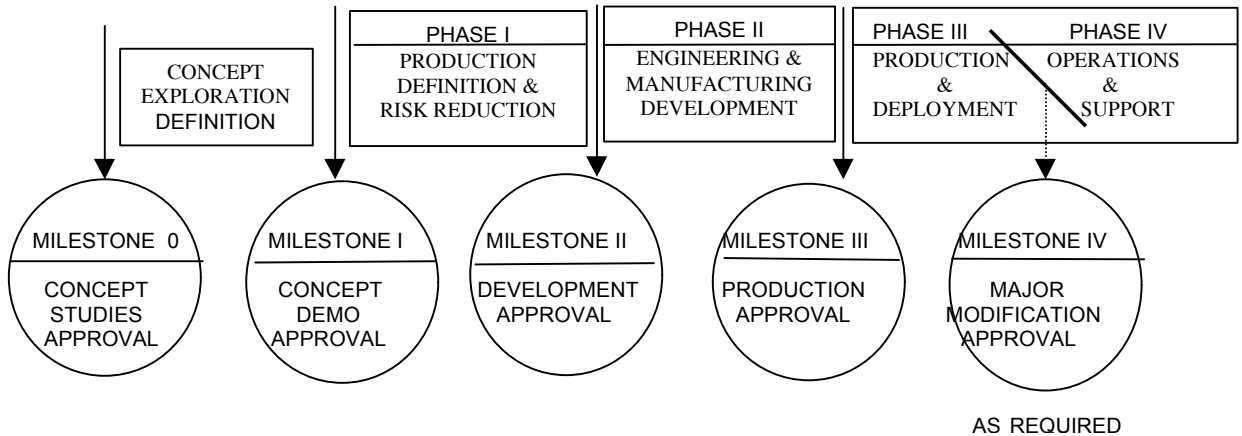 CONCEPT
EXPLORATION
DEFINITION
PHASE I
PRODUCTION
DEFINITION &
RISK REDUCTION
PHASE II
ENGINEERING &
MANUFACTURING
DEVELOPMENT
PHASE III
PRODUCTION
&
DEPLOYMENT
PHASE IV
OPERATIONS
&
SUPPORT
MILESTONE 0
CONCEPT
STUDIES
APPROVAL
MILESTONE I
CONCEPT
DEMO
APPROVAL
MILESTONE II
DEVELOPMENT
APPROVAL
MILESTONE III
PRODUCTION
APPROVAL
MILESTONE IV
MAJOR
MODIFICATION
APPROVAL
AS REQUIRED